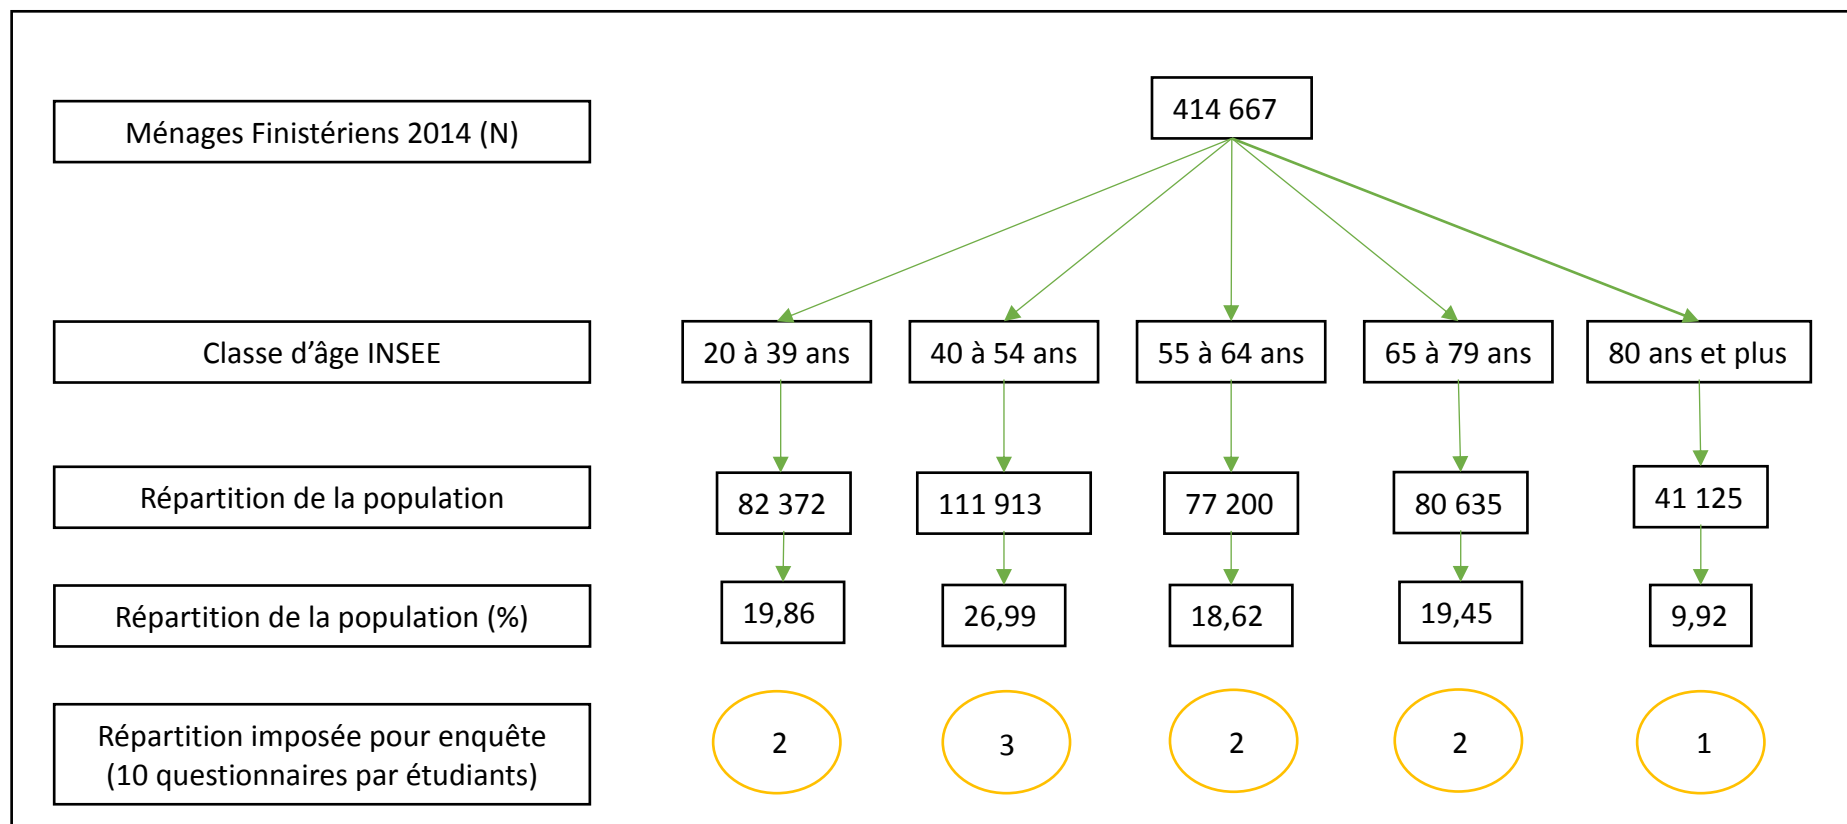 Ménages Finistériens 2014 (N)
414 667
Classe d’âge INSEE
20 à 39 ans
40 à 54 ans
55 à 64 ans
65 à 79 ans
80 ans et plus
Répartition de la population
82 372
111 913
77 200
80 635
41 125
Répartition de la population (%)
19,86
26,99
18,62
19,45
9,92
Répartition imposée pour enquête
(10 questionnaires par étudiants)
2
3
2
2
1